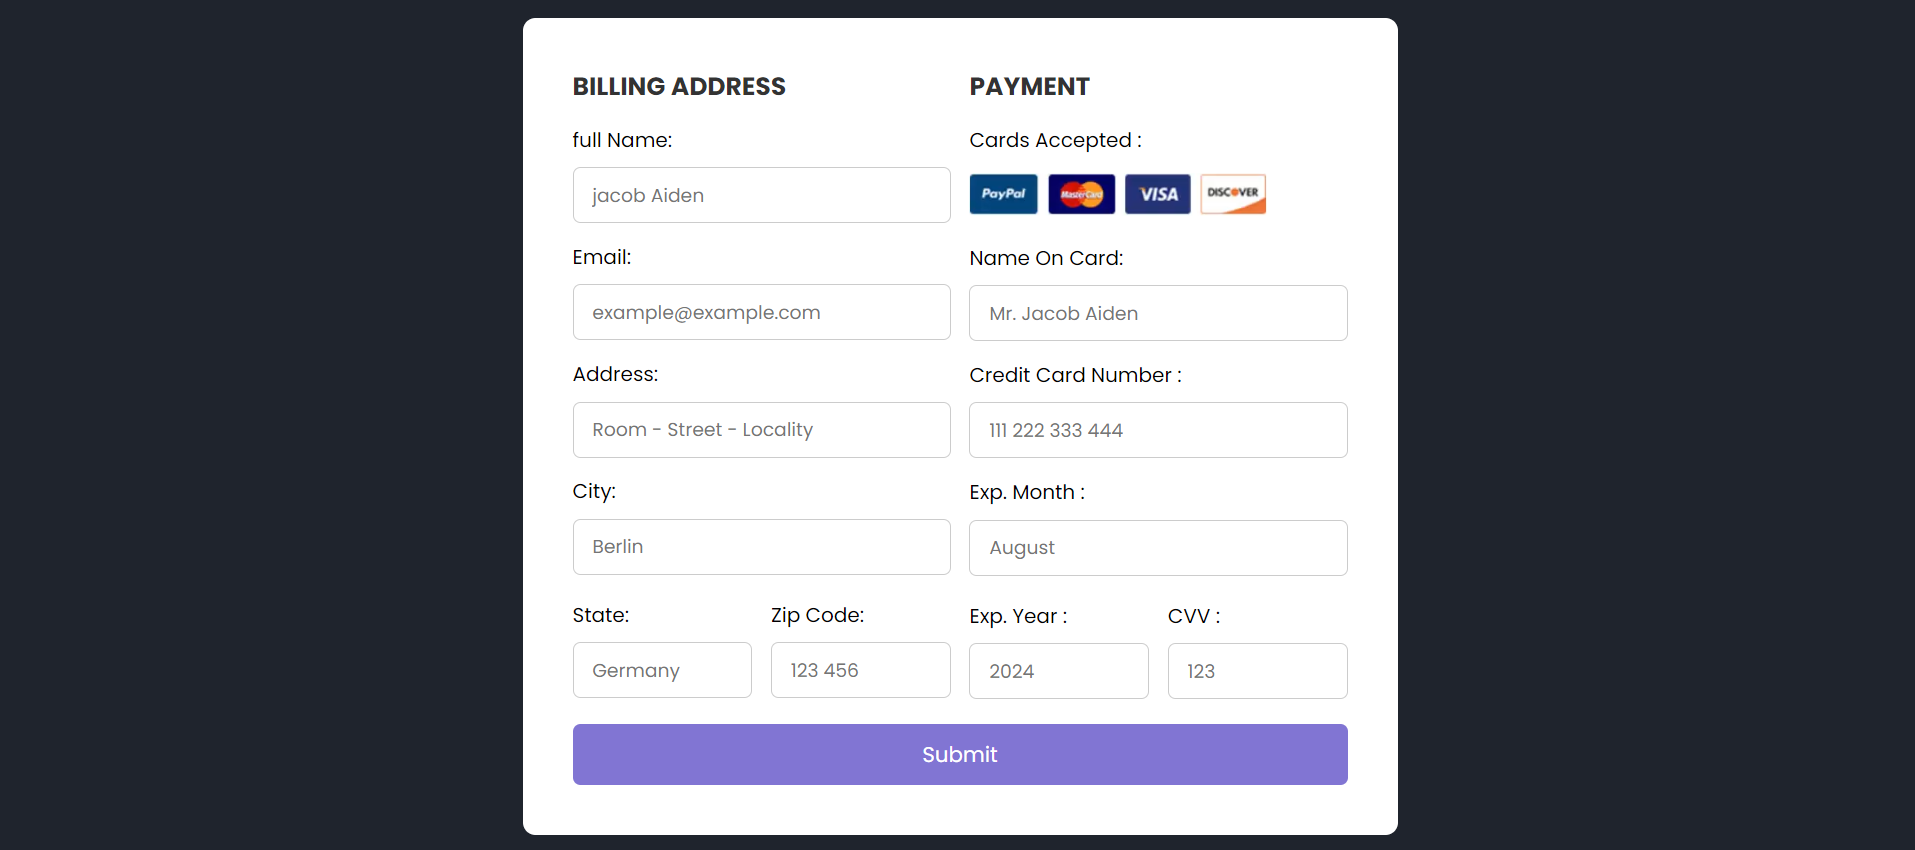 BILLING ADDRESS
full Name:
jacob Aiden
Email:
example@example.com
Address:
Room - Street - Locality
City:
Berlin
State:
Zip Code:
Germany
123 456
PAYMENT
Cards Accepted :
PayPal
MasterCard
VISA
DISCOVER
Name On Card:
Mr. Jacob Aiden
Credit Card Number :
111 222 333 444
Exp. Month :
August
Exp. Year :
CVV :
2024
123
Submit